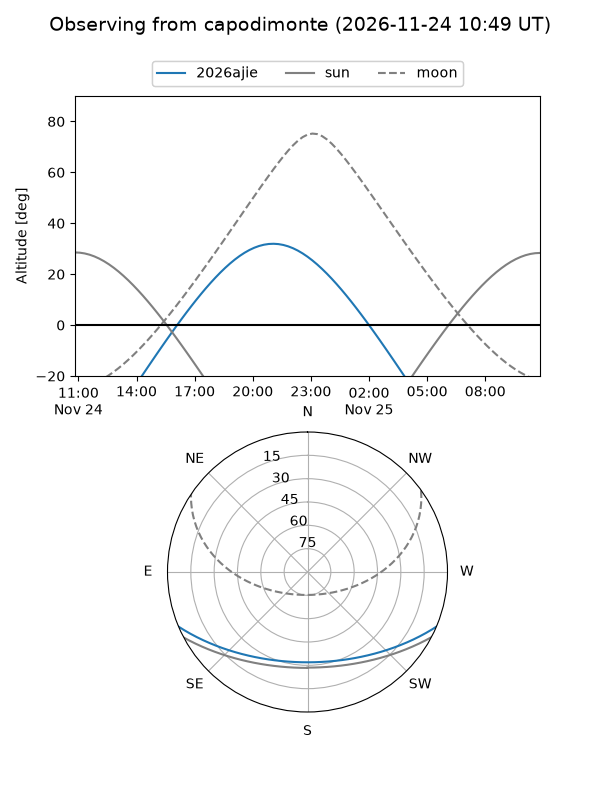 Observing from capodimonte (2026-11-24 10:49 UT)
2026ajie sun moon
Altitude [deg]
80
60
40
20
0
−20
11:00 14:00 17:00 20:00 23:00 02:00 05:00 08:00
Nov 24 Nov 25
N
NE NW
15
30
45
60
75
E W
SE SW
S